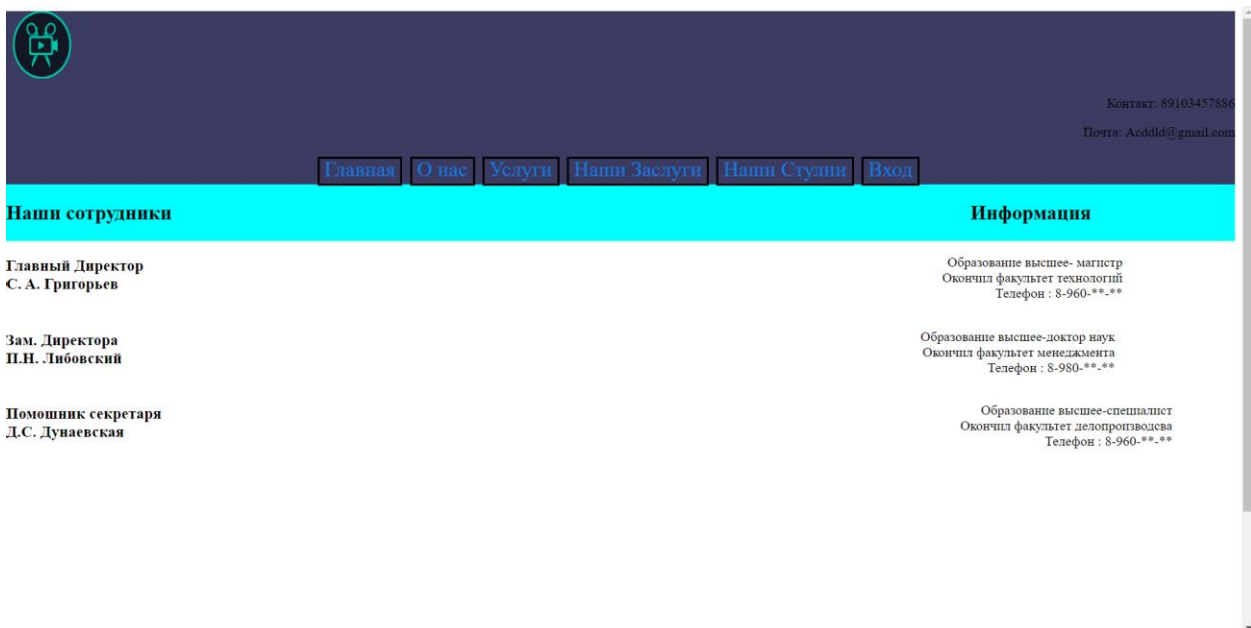 Контакт: 89103457886
Почта: Acddld@gmail.com
Главная О нас Услуги Наши Заслуги Наши Стулии Вход
Наши сотрудники Информация
Главный Директор
С. А. Григорьев
Образование высшее- магистр
Окончил факультет технологий
Телефон : 8-960-**-**
Зам. Директора
П.Н. Либовский
Образование высшее-доктор наук
Окончил факультет менеджмента
Телефон : 8-980-**-**
Помошник секретаря
Д.С. Дунаевская
Образование высшее-специалист
Окончил факультет делопроизводсва
Телефон : 8-960-**-**